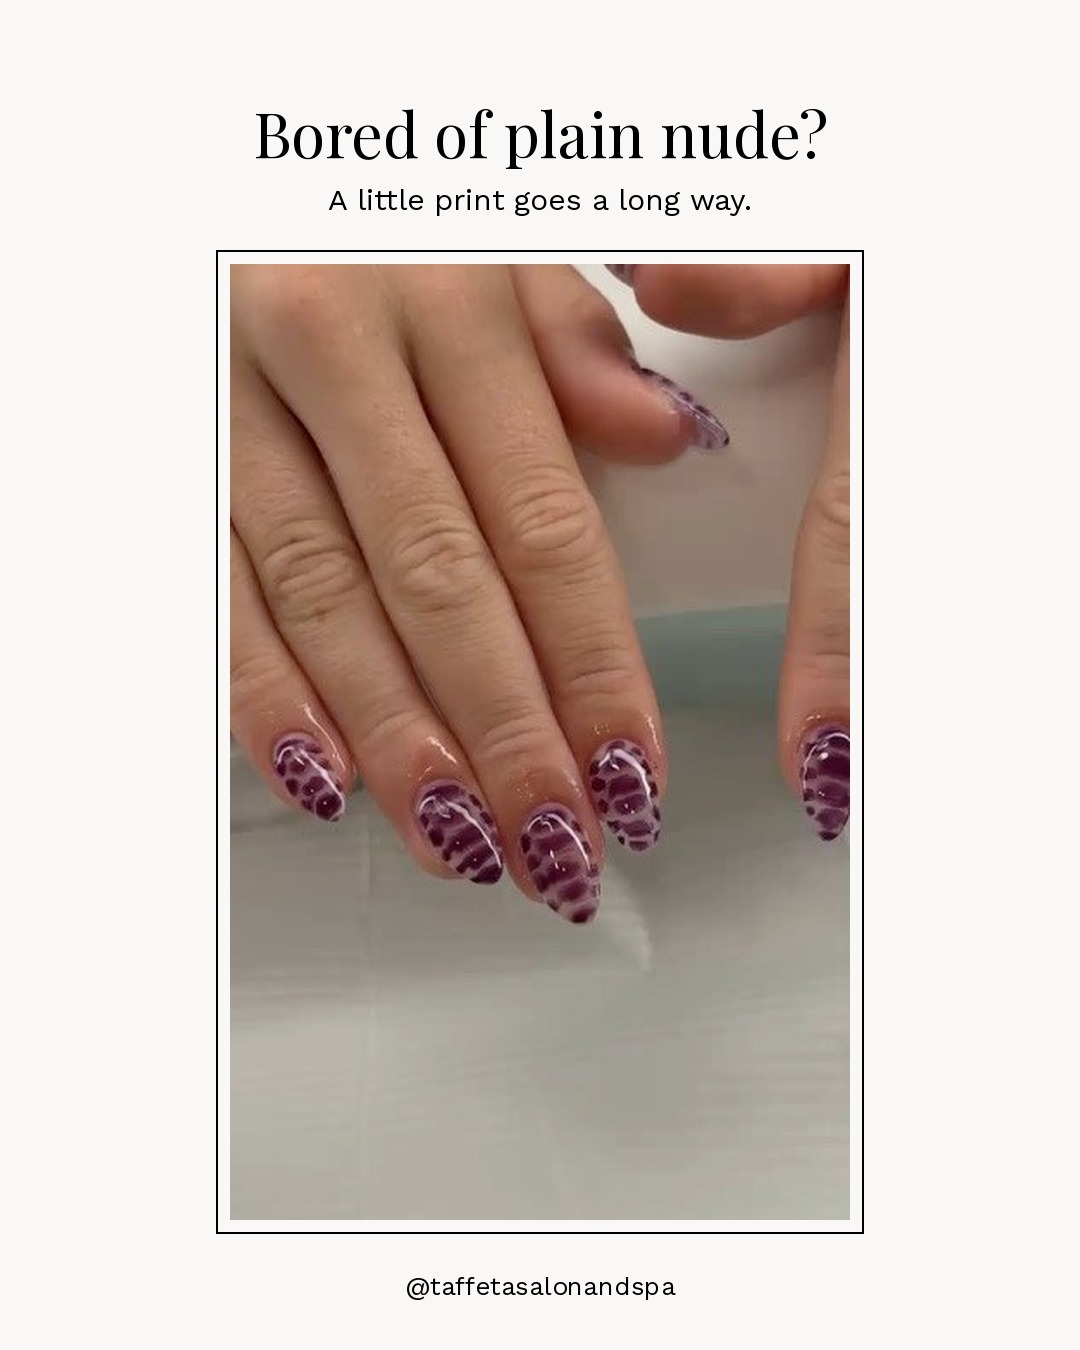 Bored of plain nude?
A little print goes a long way.
@taffetasalonandspa